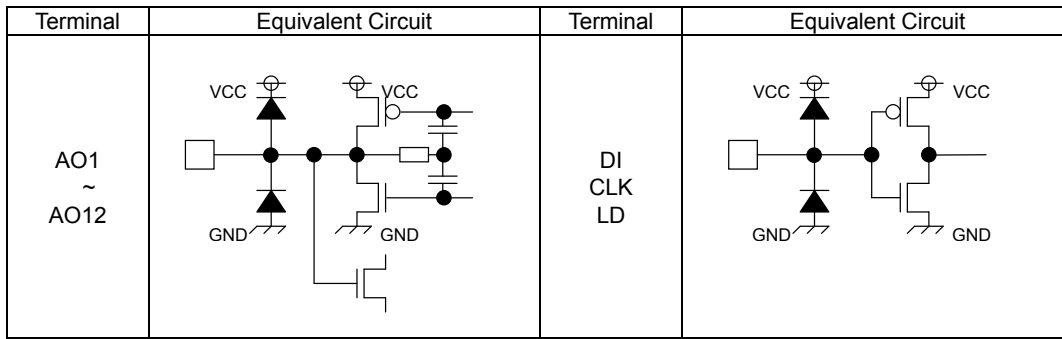 Terminal Equivalent Circuit Terminal Equivalent Circuit
AO1
~
AO12
VCC VCC
GND GND
DI
CLK
LD
VCC VCC
GND GND